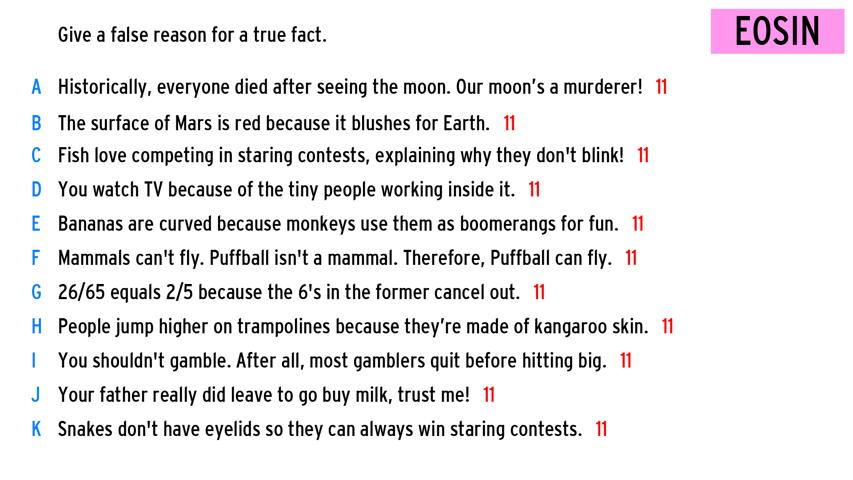 Give a false reason for a true fact.
EOSIN
A Historically, everyone died after seeing the moon. Our moon’s a murderer! 11
B The surface of Mars is red because it blushes for Earth. 11
C Fish love competing in staring contests, explaining why they don't blink! 11
D You watch TV because of the tiny people working inside it. 11
E Bananas are curved because monkeys use them as boomerangs for fun. 11
F Mammals can't fly. Puffball isn't a mammal. Therefore, Puffball can fly. 11
G 26/65 equals 2/5 because the 6's in the former cancel out. 11
H People jump higher on trampolines because they’re made of kangaroo skin. 11
I You shouldn't gamble. After all, most gamblers quit before hitting big. 11
J Your father really did leave to go buy milk, trust me! 11
K Snakes don't have eyelids so they can always win staring contests. 11